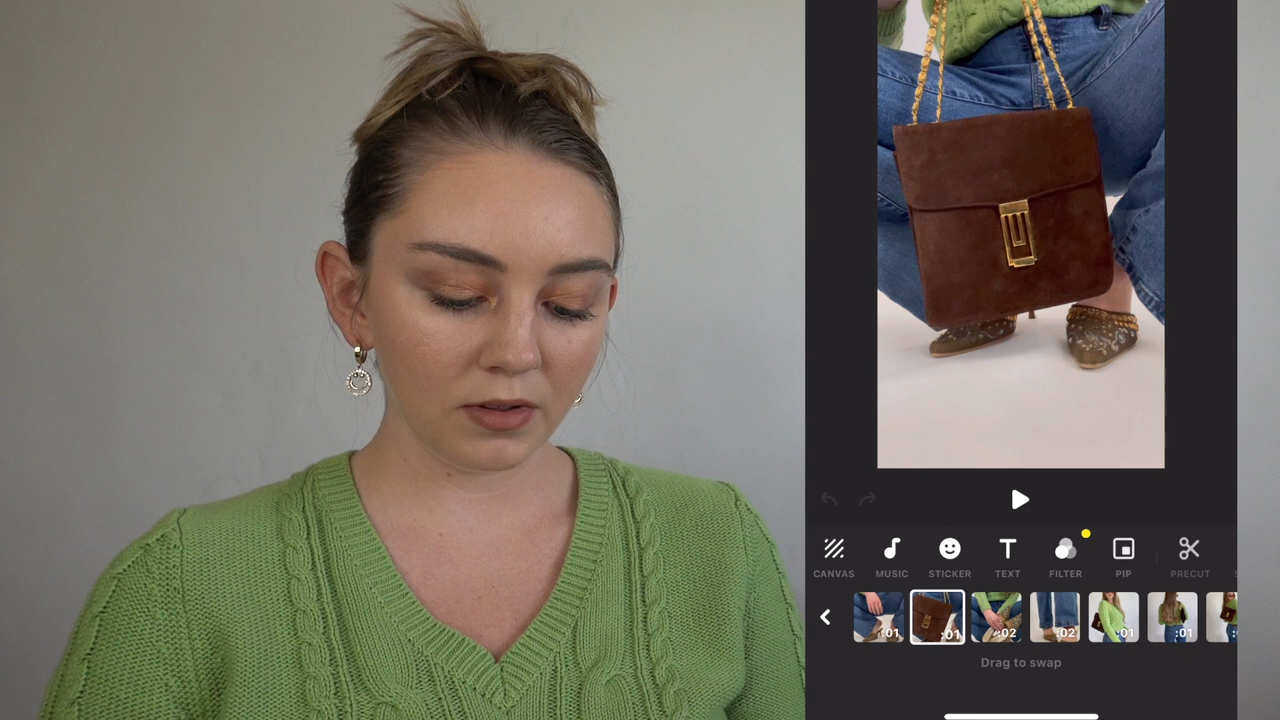 CANVAS MUSIC STICKER TEXT FILTER PIP PRECUT
:01 :01 :02 :02 :01 :01
Drag to swap